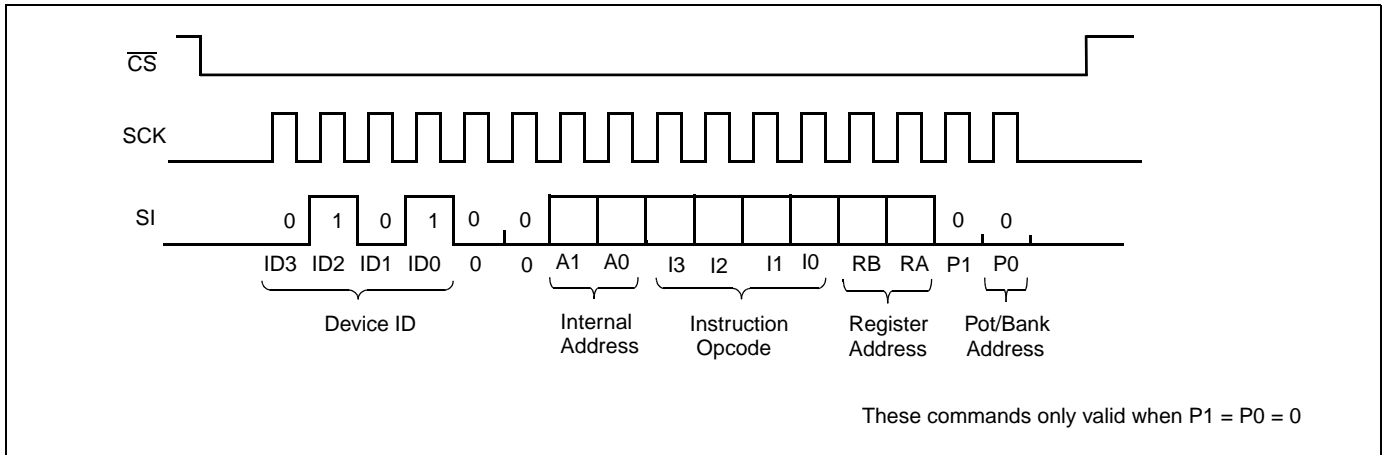 CS
SCK
SI
0 1 0 1 0 0 0 0
ID3 ID2 ID1 ID0 0 0 A1 A0 I3 I2 I1 I0 RB RA P1 P0
Device ID
Internal Address
Instruction Opcode
Register Address
Pot/Bank Address
These commands only valid when P1 = P0 = 0